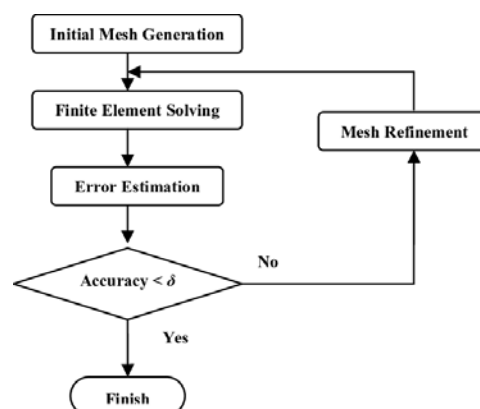 Initial Mesh Generation
Finite Element Solving
Mesh Refinement
Error Estimation
Accuracy < δ
No
Yes
Finish